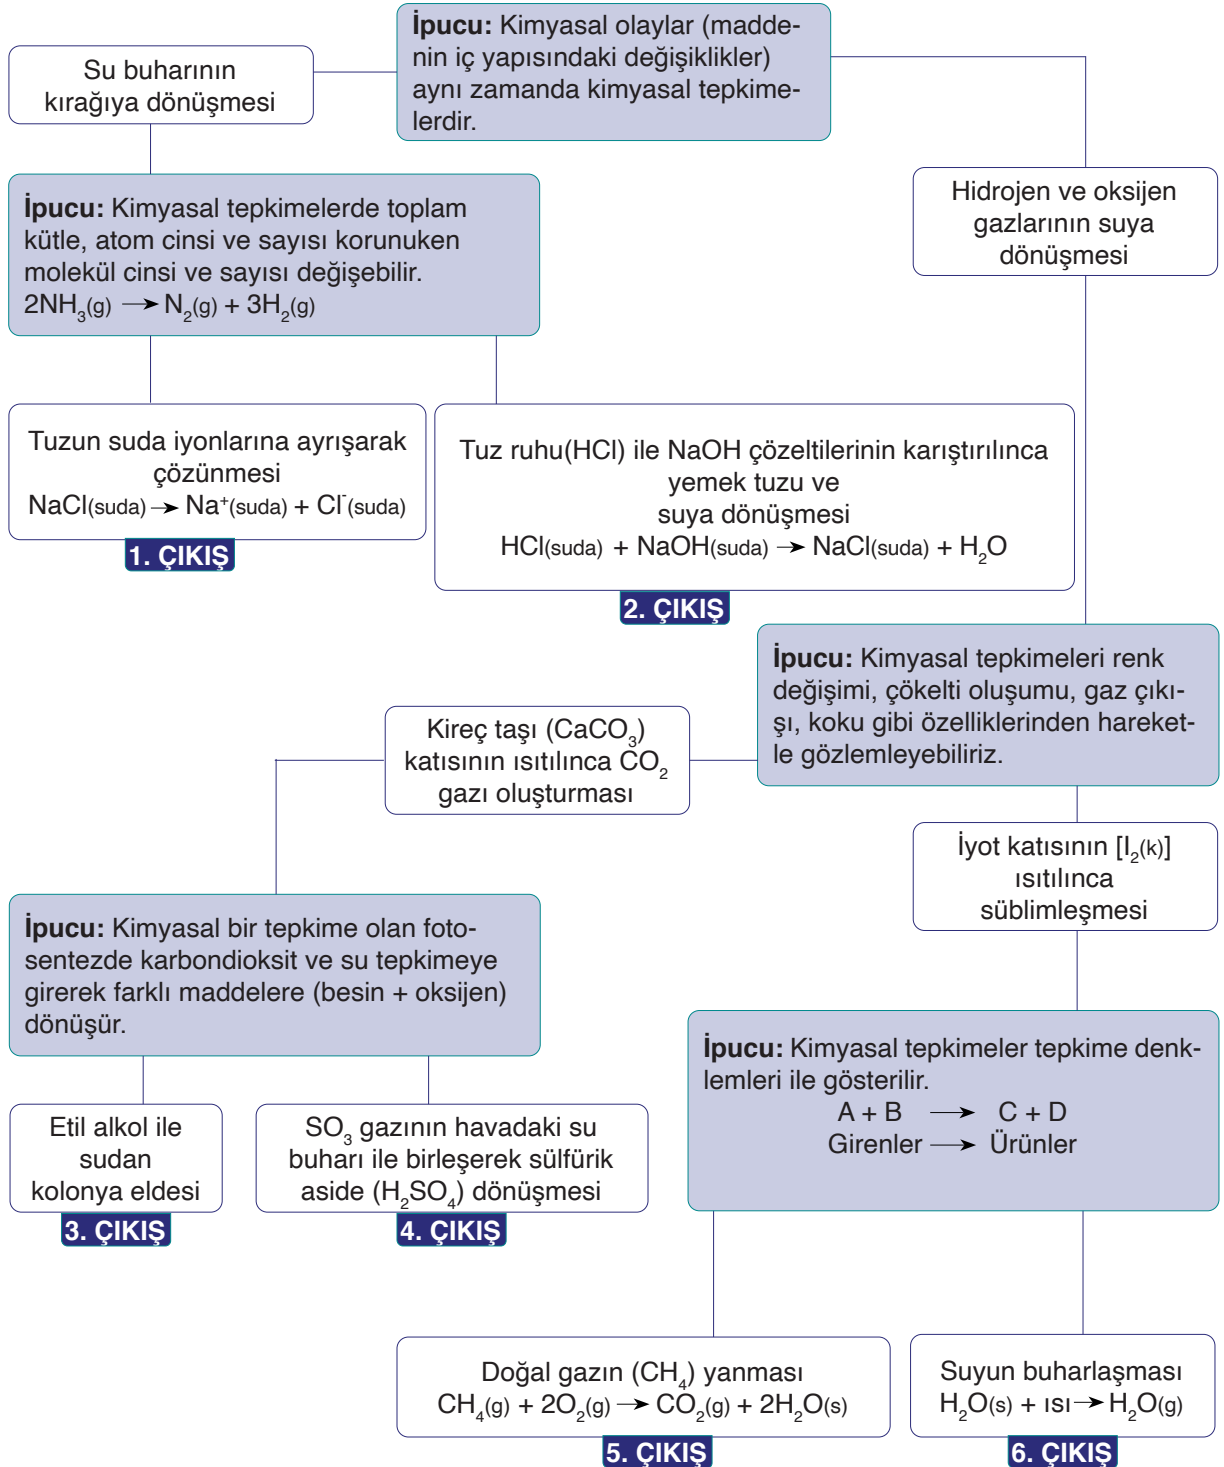 İpucu: Kimyasal olaylar (madde-
nin iç yapısındaki değişiklikler)
aynı zamanda kimyasal tepkime-
lerdir.
Su buharının
kırağıya dönüşmesi
Hidrojen ve oksijen
gazlarının suya
dönüşmesi
İpucu: Kimyasal tepkimelerde toplam
kütle, atom cinsi ve sayısı korunuken
molekül cinsi ve sayısı değişebilir.
2NH₃(g) → N₂(g) + 3H₂(g)
Tuzun suda iyonlarına ayrışarak
çözünmesi
NaCl(suda) → Na⁺(suda) + Cl⁻(suda)
1. ÇIKIŞ
Tuz ruhu(HCl) ile NaOH çözeltilerinin karıştırılınca
yemek tuzu ve
suya dönüşmesi
HCl(suda) + NaOH(suda) → NaCl(suda) + H₂O
2. ÇIKIŞ
İpucu: Kimyasal tepkimeleri renk
değişimi, çökelti oluşumu, gaz çıkı-
şı, koku gibi özelliklerinden hareket-
le gözlemleyebiliriz.
Kireç taşı (CaCO₃)
katısının ısıtılınca CO₂
gazı oluşturması
İyot katısının [I₂(k)]
ısıtılınca
süblimleşmesi
İpucu: Kimyasal bir tepkime olan foto-
sentezde karbondioksit ve su tepkimeye
girerek farklı maddelere (besin + oksijen)
dönüşür.
Etil alkol ile
sudan
kolonya eldesi
3. ÇIKIŞ
SO₃ gazının havadaki su
buharı ile birleşerek sülfürik
aside (H₂SO₄) dönüşmesi
4. ÇIKIŞ
İpucu: Kimyasal tepkimeler tepkime denk-
lemleri ile gösterilir.
A + B → C + D
Girenler → Ürünler
Doğal gazın (CH₄) yanması
CH₄(g) + 2O₂(g) → CO₂(g) + 2H₂O(s)
5. ÇIKIŞ
Suyun buharlaşması
H₂O(s) + ısı → H₂O(g)
6. ÇIKIŞ